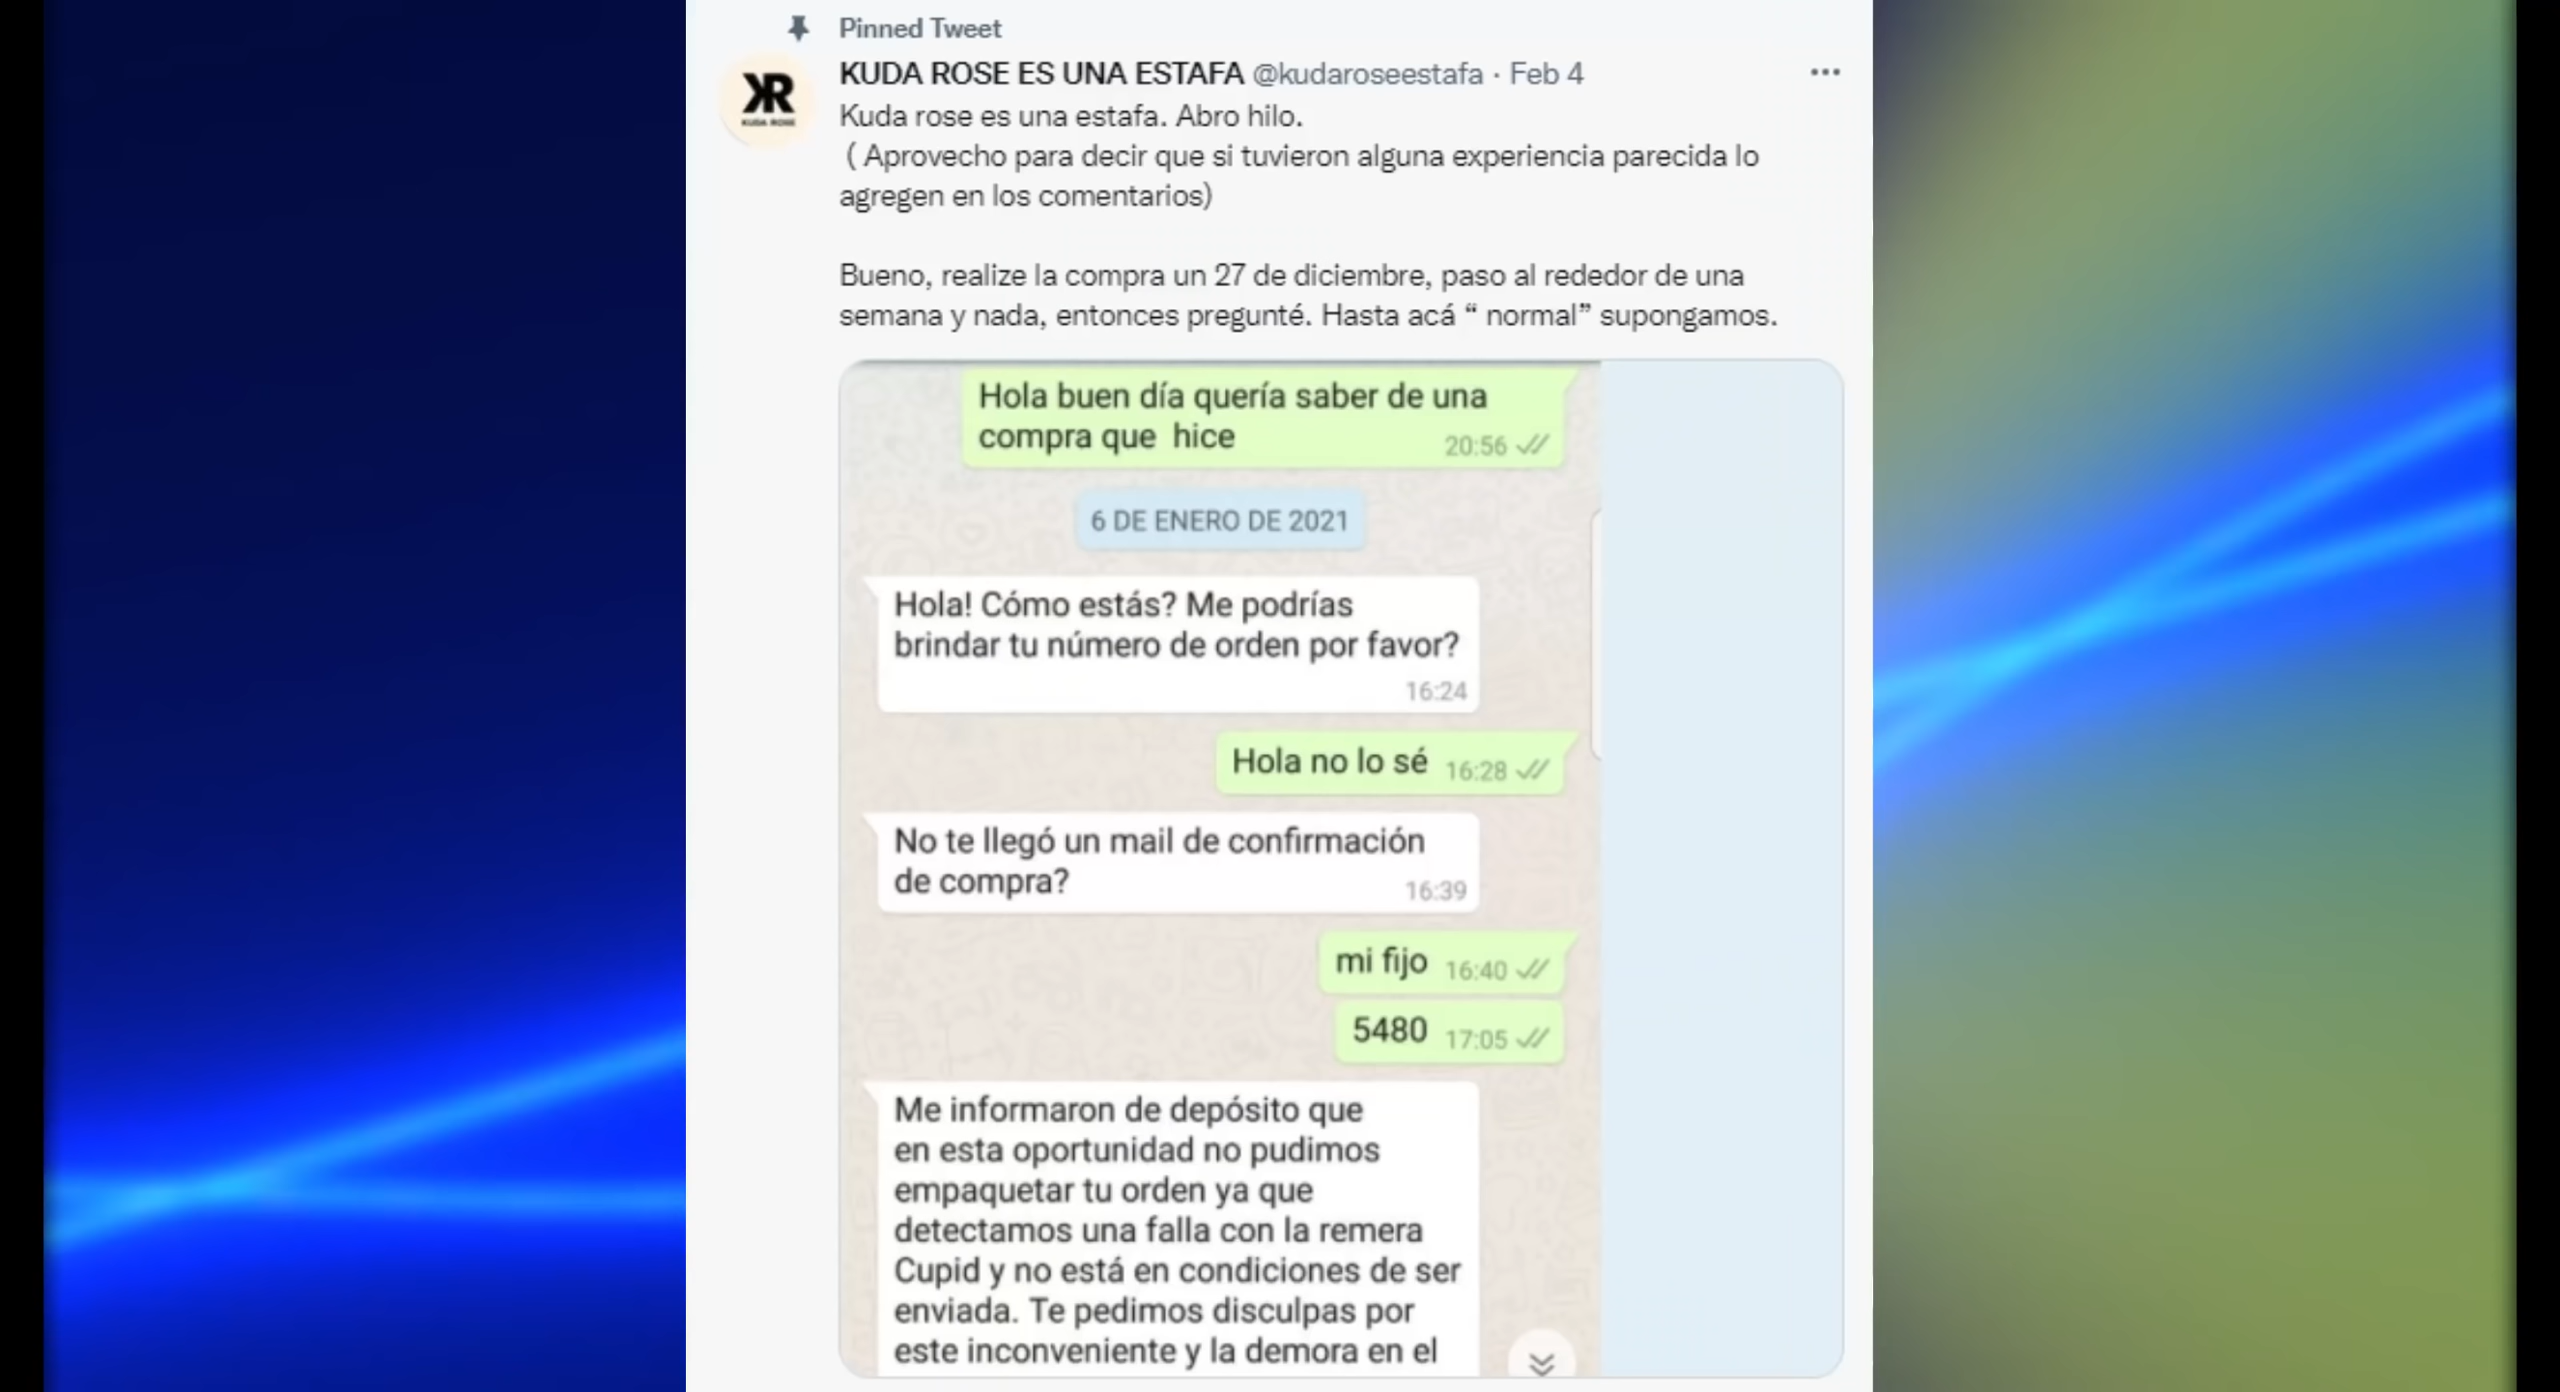 Pinned Tweet
KUDA ROSE ES UNA ESTAFA @kudaroseestafa · Feb 4
KR
KUDA ROSE
Kuda rose es una estafa. Abro hilo.
( Aprovecho para decir que si tuvieron alguna experiencia parecida lo
agregen en los comentarios)
Bueno, realize la compra un 27 de diciembre, paso al rededor de una
semana y nada, entonces pregunté. Hasta acá “ normal” supongamos.
Hola buen día quería saber de una
compra que hice 20:56
6 DE ENERO DE 2021
Hola! Cómo estás? Me podrías
brindar tu número de orden por favor?
16:24
Hola no lo sé 16:28
No te llegó un mail de confirmación
de compra? 16:39
mi fijo 16:40
5480 17:05
Me informaron de depósito que
en esta oportunidad no pudimos
empaquetar tu orden ya que
detectamos una falla con la remera
Cupid y no está en condiciones de ser
enviada. Te pedimos disculpas por
este inconveniente y la demora en el